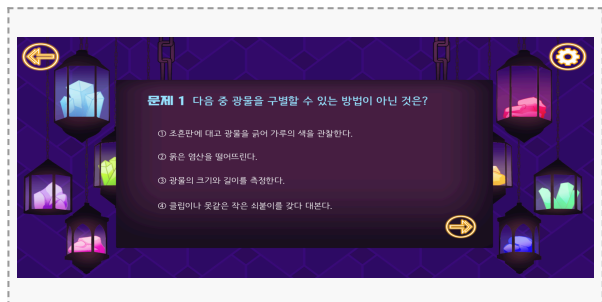 문제 1 다음 중 광물을 구별할 수 있는 방법이 아닌 것은?
① 조흔판에 대고 광물을 긁어 가루의 색을 관찰한다.
② 묽은 염산을 떨어뜨린다.
③ 광물의 크기와 길이를 측정한다.
④ 클립이나 못같은 작은 쇠붙이를 갖다 대본다.